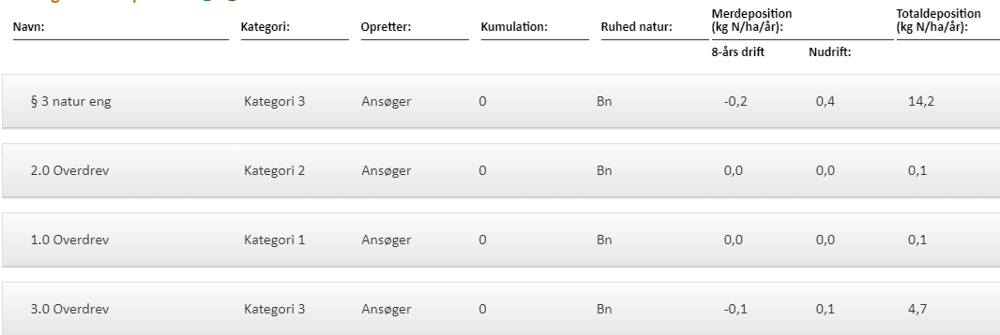 Navn: Kategori: Opretter: Kumulation: Ruhed natur: Merdeposition (kg N/ha/år): Totaldeposition (kg N/ha/år):
8-års drift Nudrift:
§ 3 natur eng Kategori 3 Ansøger 0 Bn -0,2 0,4 14,2
2.0 Overdrev Kategori 2 Ansøger 0 Bn 0,0 0,0 0,1
1.0 Overdrev Kategori 1 Ansøger 0 Bn 0,0 0,0 0,1
3.0 Overdrev Kategori 3 Ansøger 0 Bn -0,1 0,1 4,7